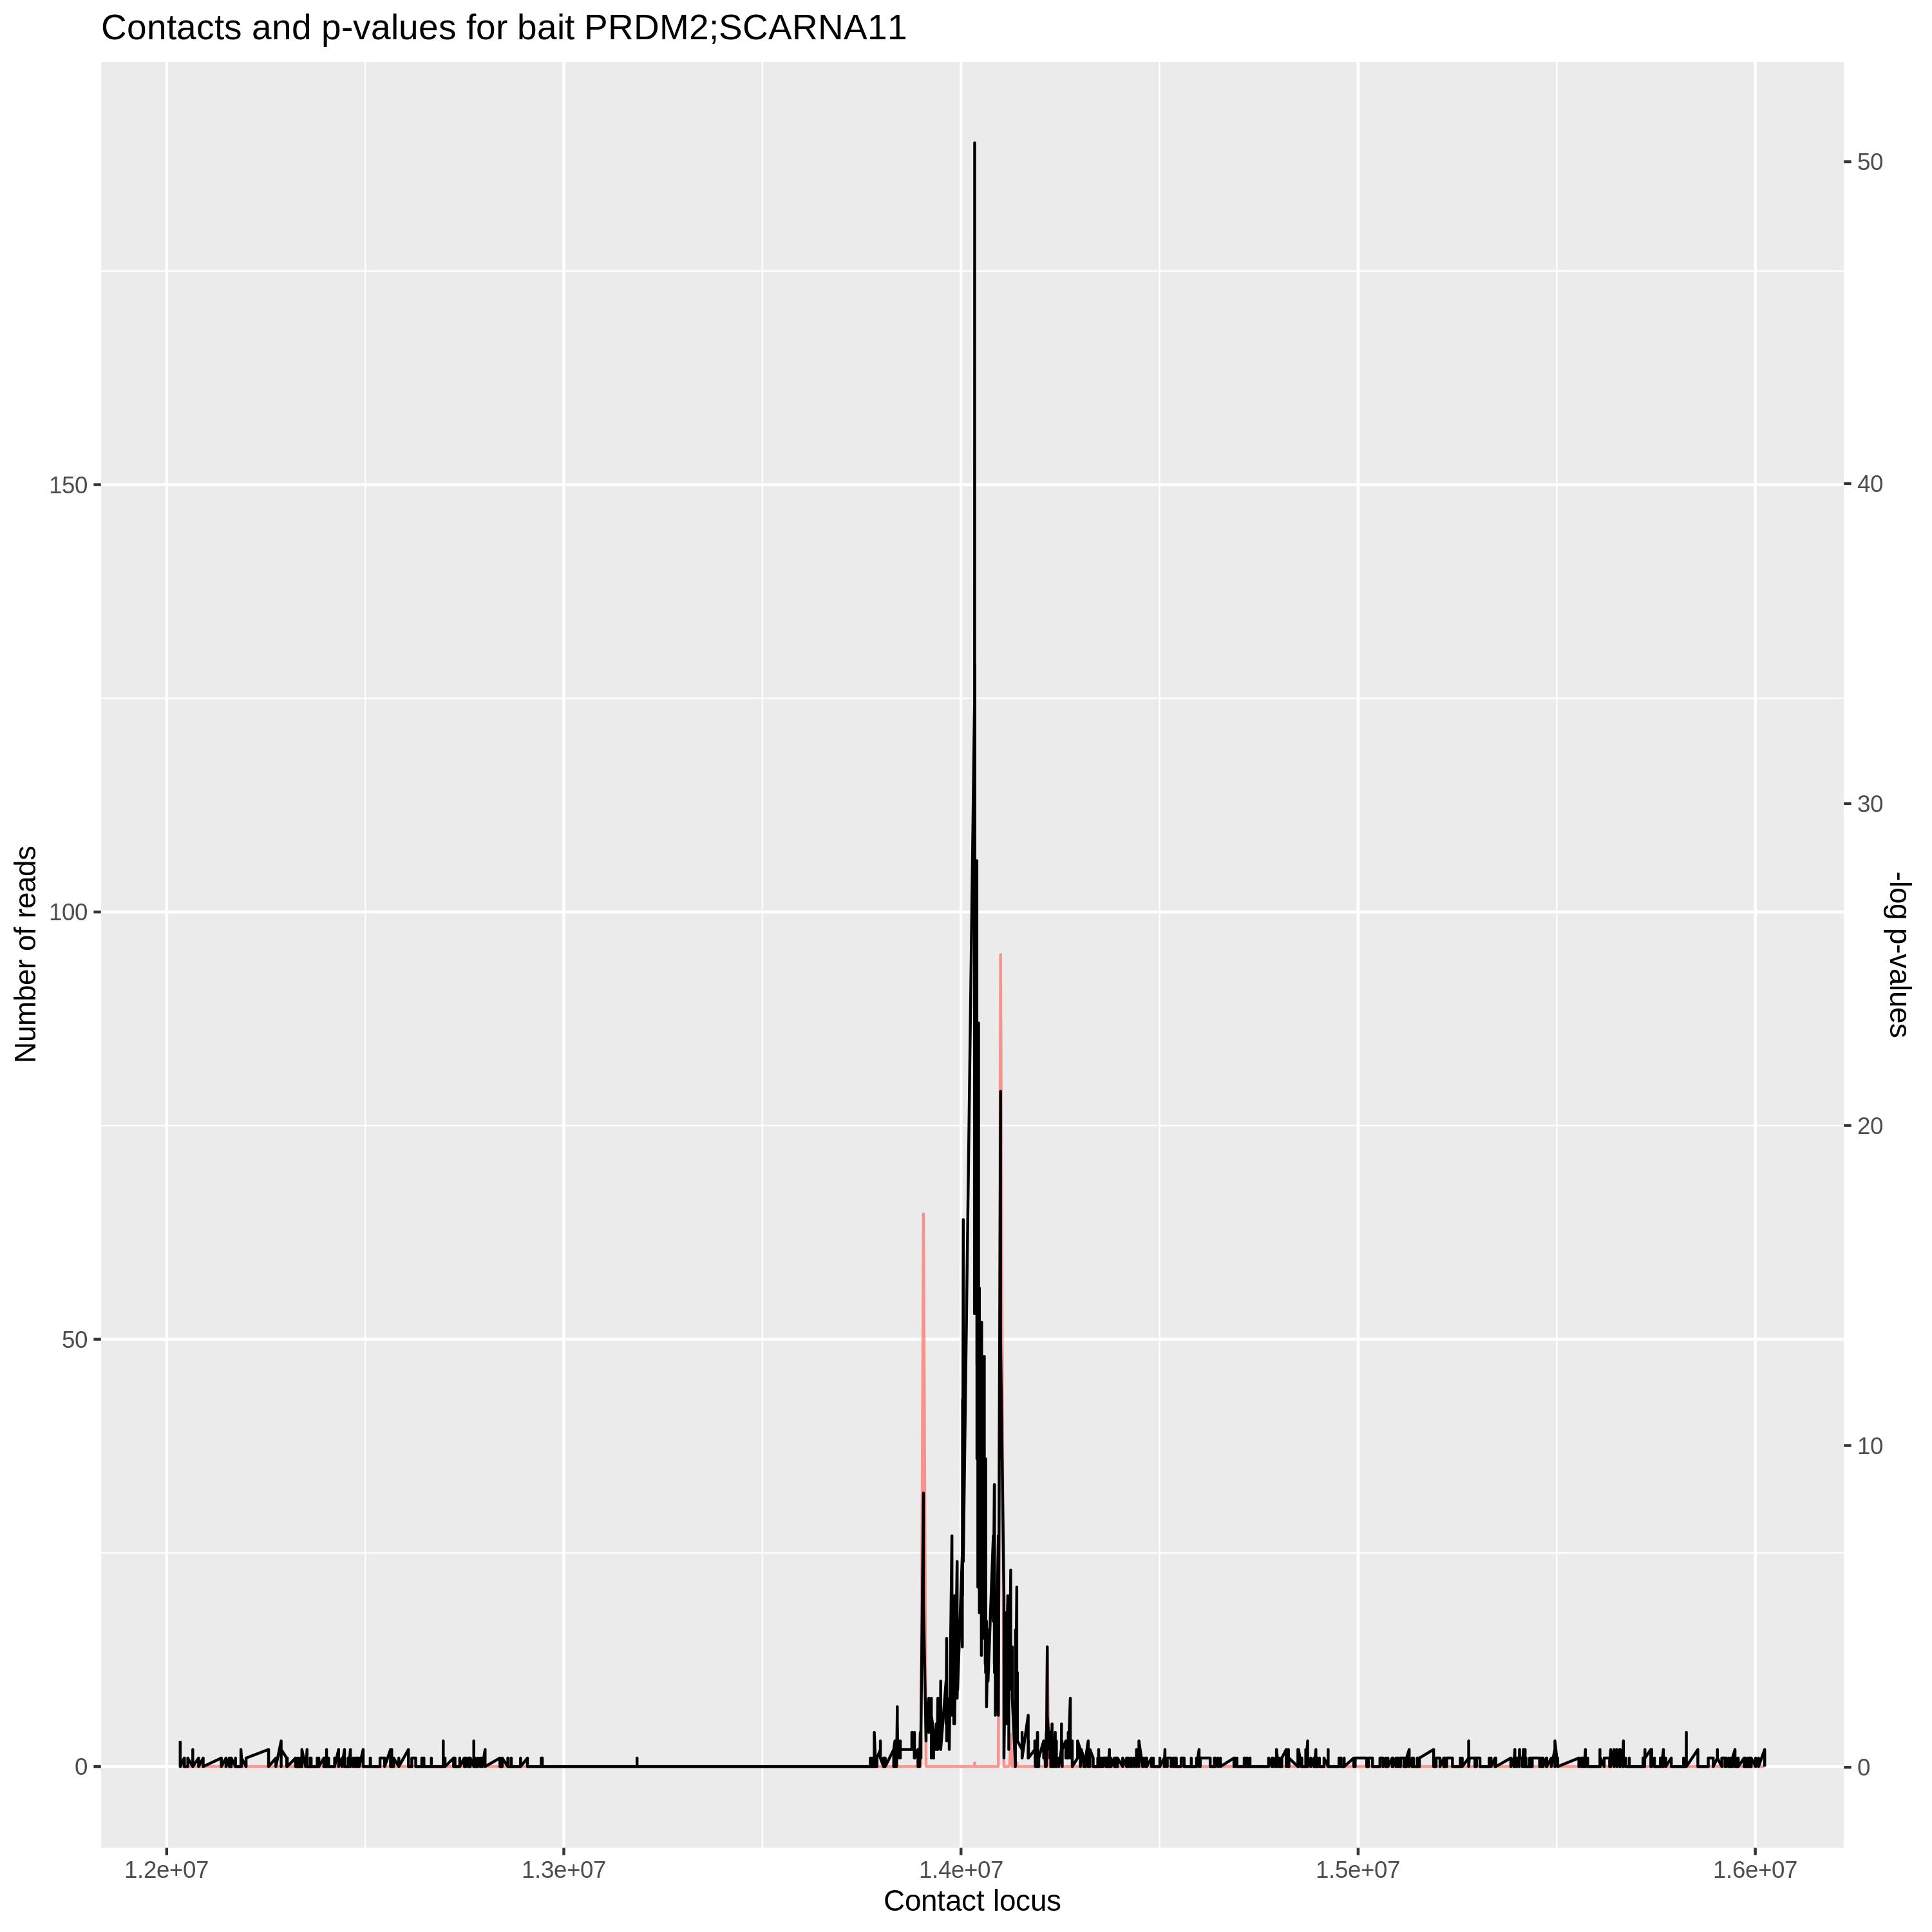 Contacts and p-values for bait PRDM2;SCARNA11
Number of reads
150
100
50
0
50
40
30
20
10
0
-log p-values
1.2e+07
1.3e+07
1.4e+07
1.5e+07
1.6e+07
Contact locus